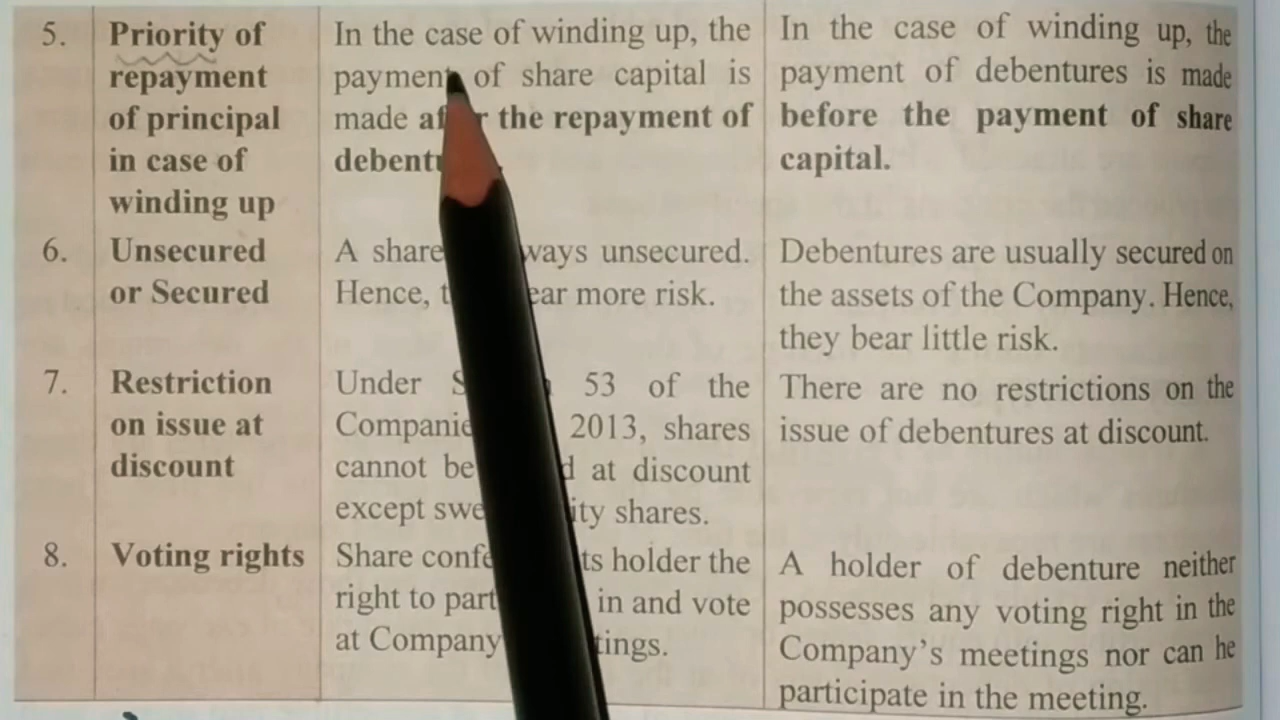 5. Priority of
repayment
of principal
in case of
winding up
In the case of winding up, the
payment of share capital is
made the repayment of
In the case of winding up, the
payment of debentures is made
before the payment of share
capital.
6. Unsecured
or Secured
A share unsecured.
Hence, more risk.
Debentures are usually secured on
the assets of the Company. Hence,
they bear little risk.
7. Restriction
on issue at
discount
Under 53 of the
2013, shares
cannot be at discount
except shares.
There are no restrictions on the
issue of debentures at discount.
8. Voting rights
Share holder the
right to in and vote
at Company
A holder of debenture neither
possesses any voting right in the
Company's meetings nor can he
participate in the meeting.